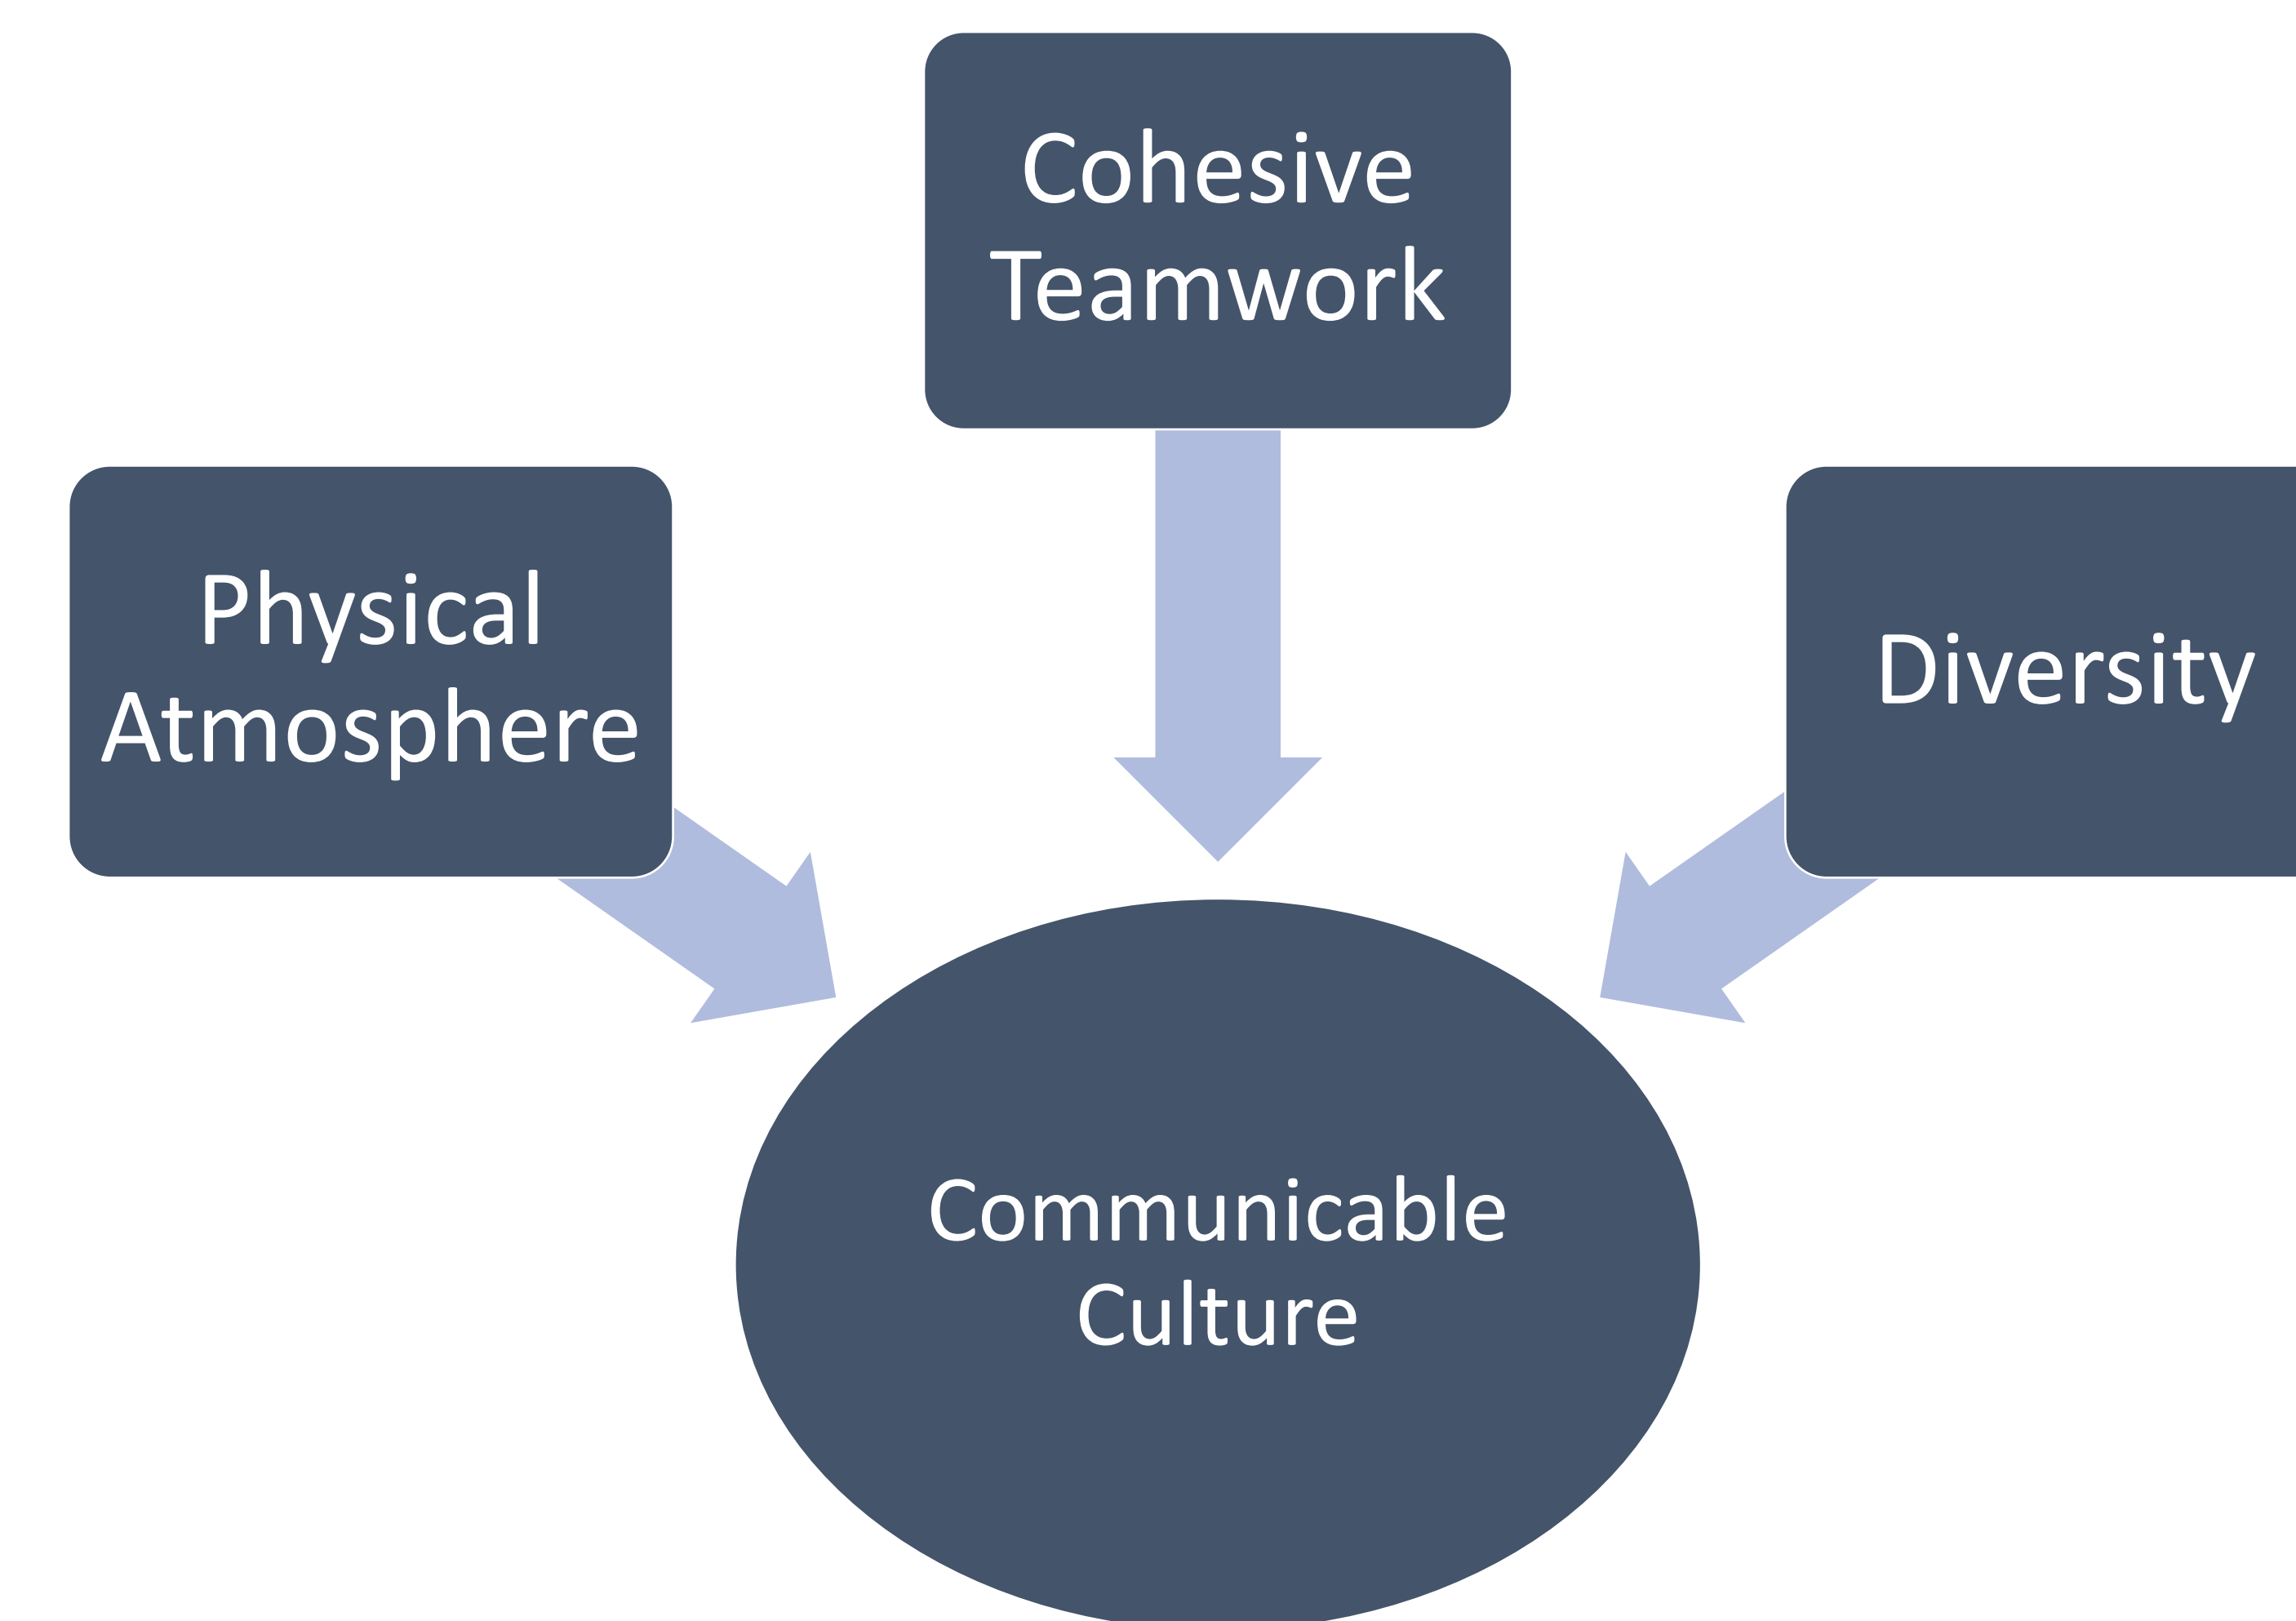 Cohesive
Teamwork
Physical
Atmosphere
Diversity
Communicable
Culture